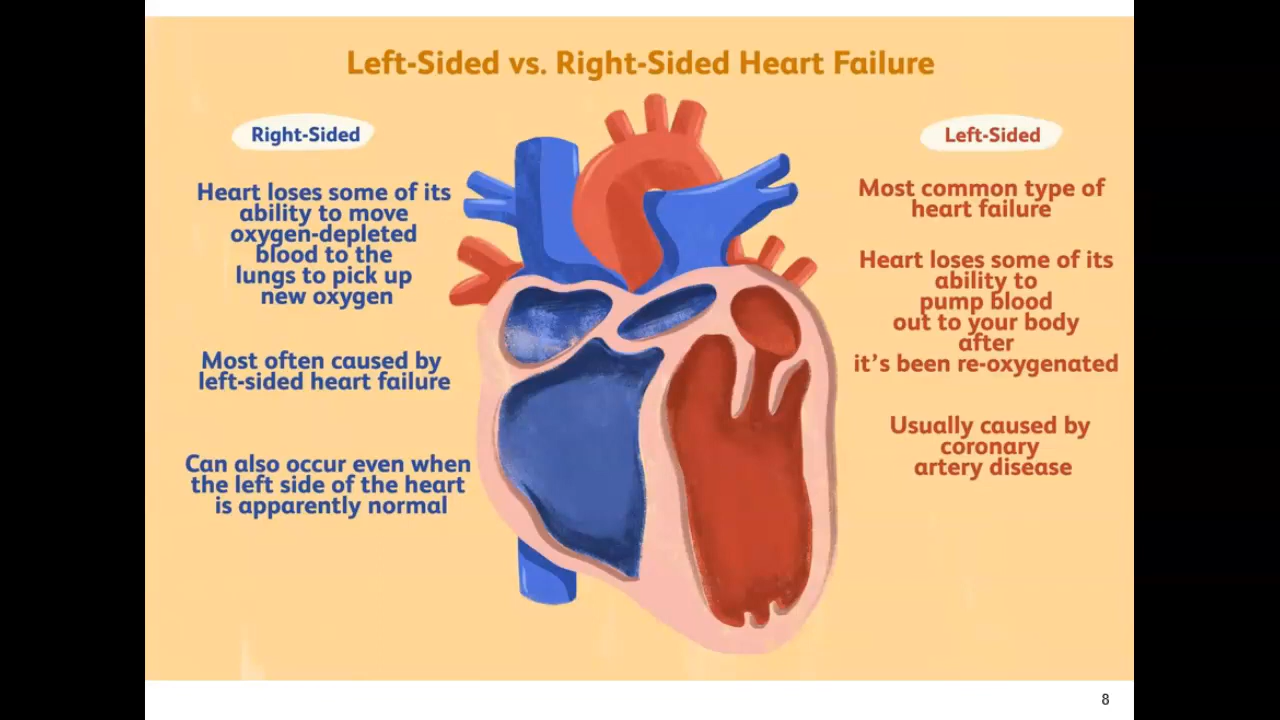 Left-Sided vs. Right-Sided Heart Failure
Right-Sided
Heart loses some of its
ability to move
oxygen-depleted
blood to the
lungs to pick up
new oxygen
Most often caused by
left-sided heart failure
Can also occur even when
the left side of the heart
is apparently normal
Left-Sided
Most common type of
heart failure
Heart loses some of its
ability to
pump blood
out to your body
after
it’s been re-oxygenated
Usually caused by
coronary
artery disease
8